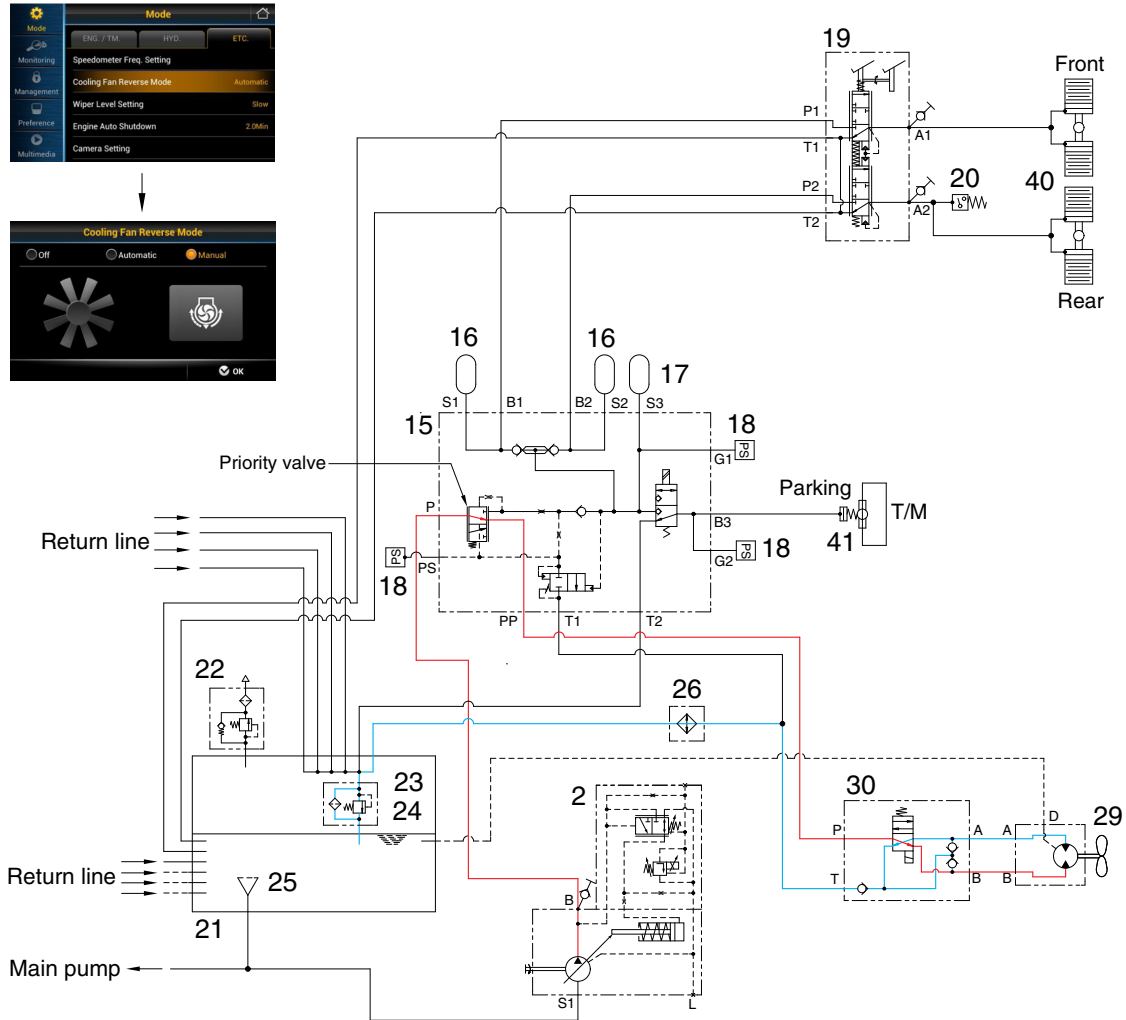 Mode
Mode
ENG. / TM.
HYD.
ETC.
Monitoring
Speedometer Freq. Setting
Cooling Fan Reverse Mode
Automatic
Management
Wiper Level Setting
Slow
Preference
Engine Auto Shutdown
2.0Min
Multimedia
Camera Setting
Cooling Fan Reverse Mode
Off
Automatic
Manual
OK
19
Front
P1
A1
T1
P2
20
40
A2
T2
Rear
16
16
17
S1
B1
B2
S2
S3
15
18
PS
G1
Priority valve
P
Parking
T/M
B3
41
Return line
PS
PS
18
PS
18
G2
PP
T1
T2
22
26
23
24
2
30
29
D
P
A
A
B
Return line
25
T
B
B
21
Main pump
S1
L